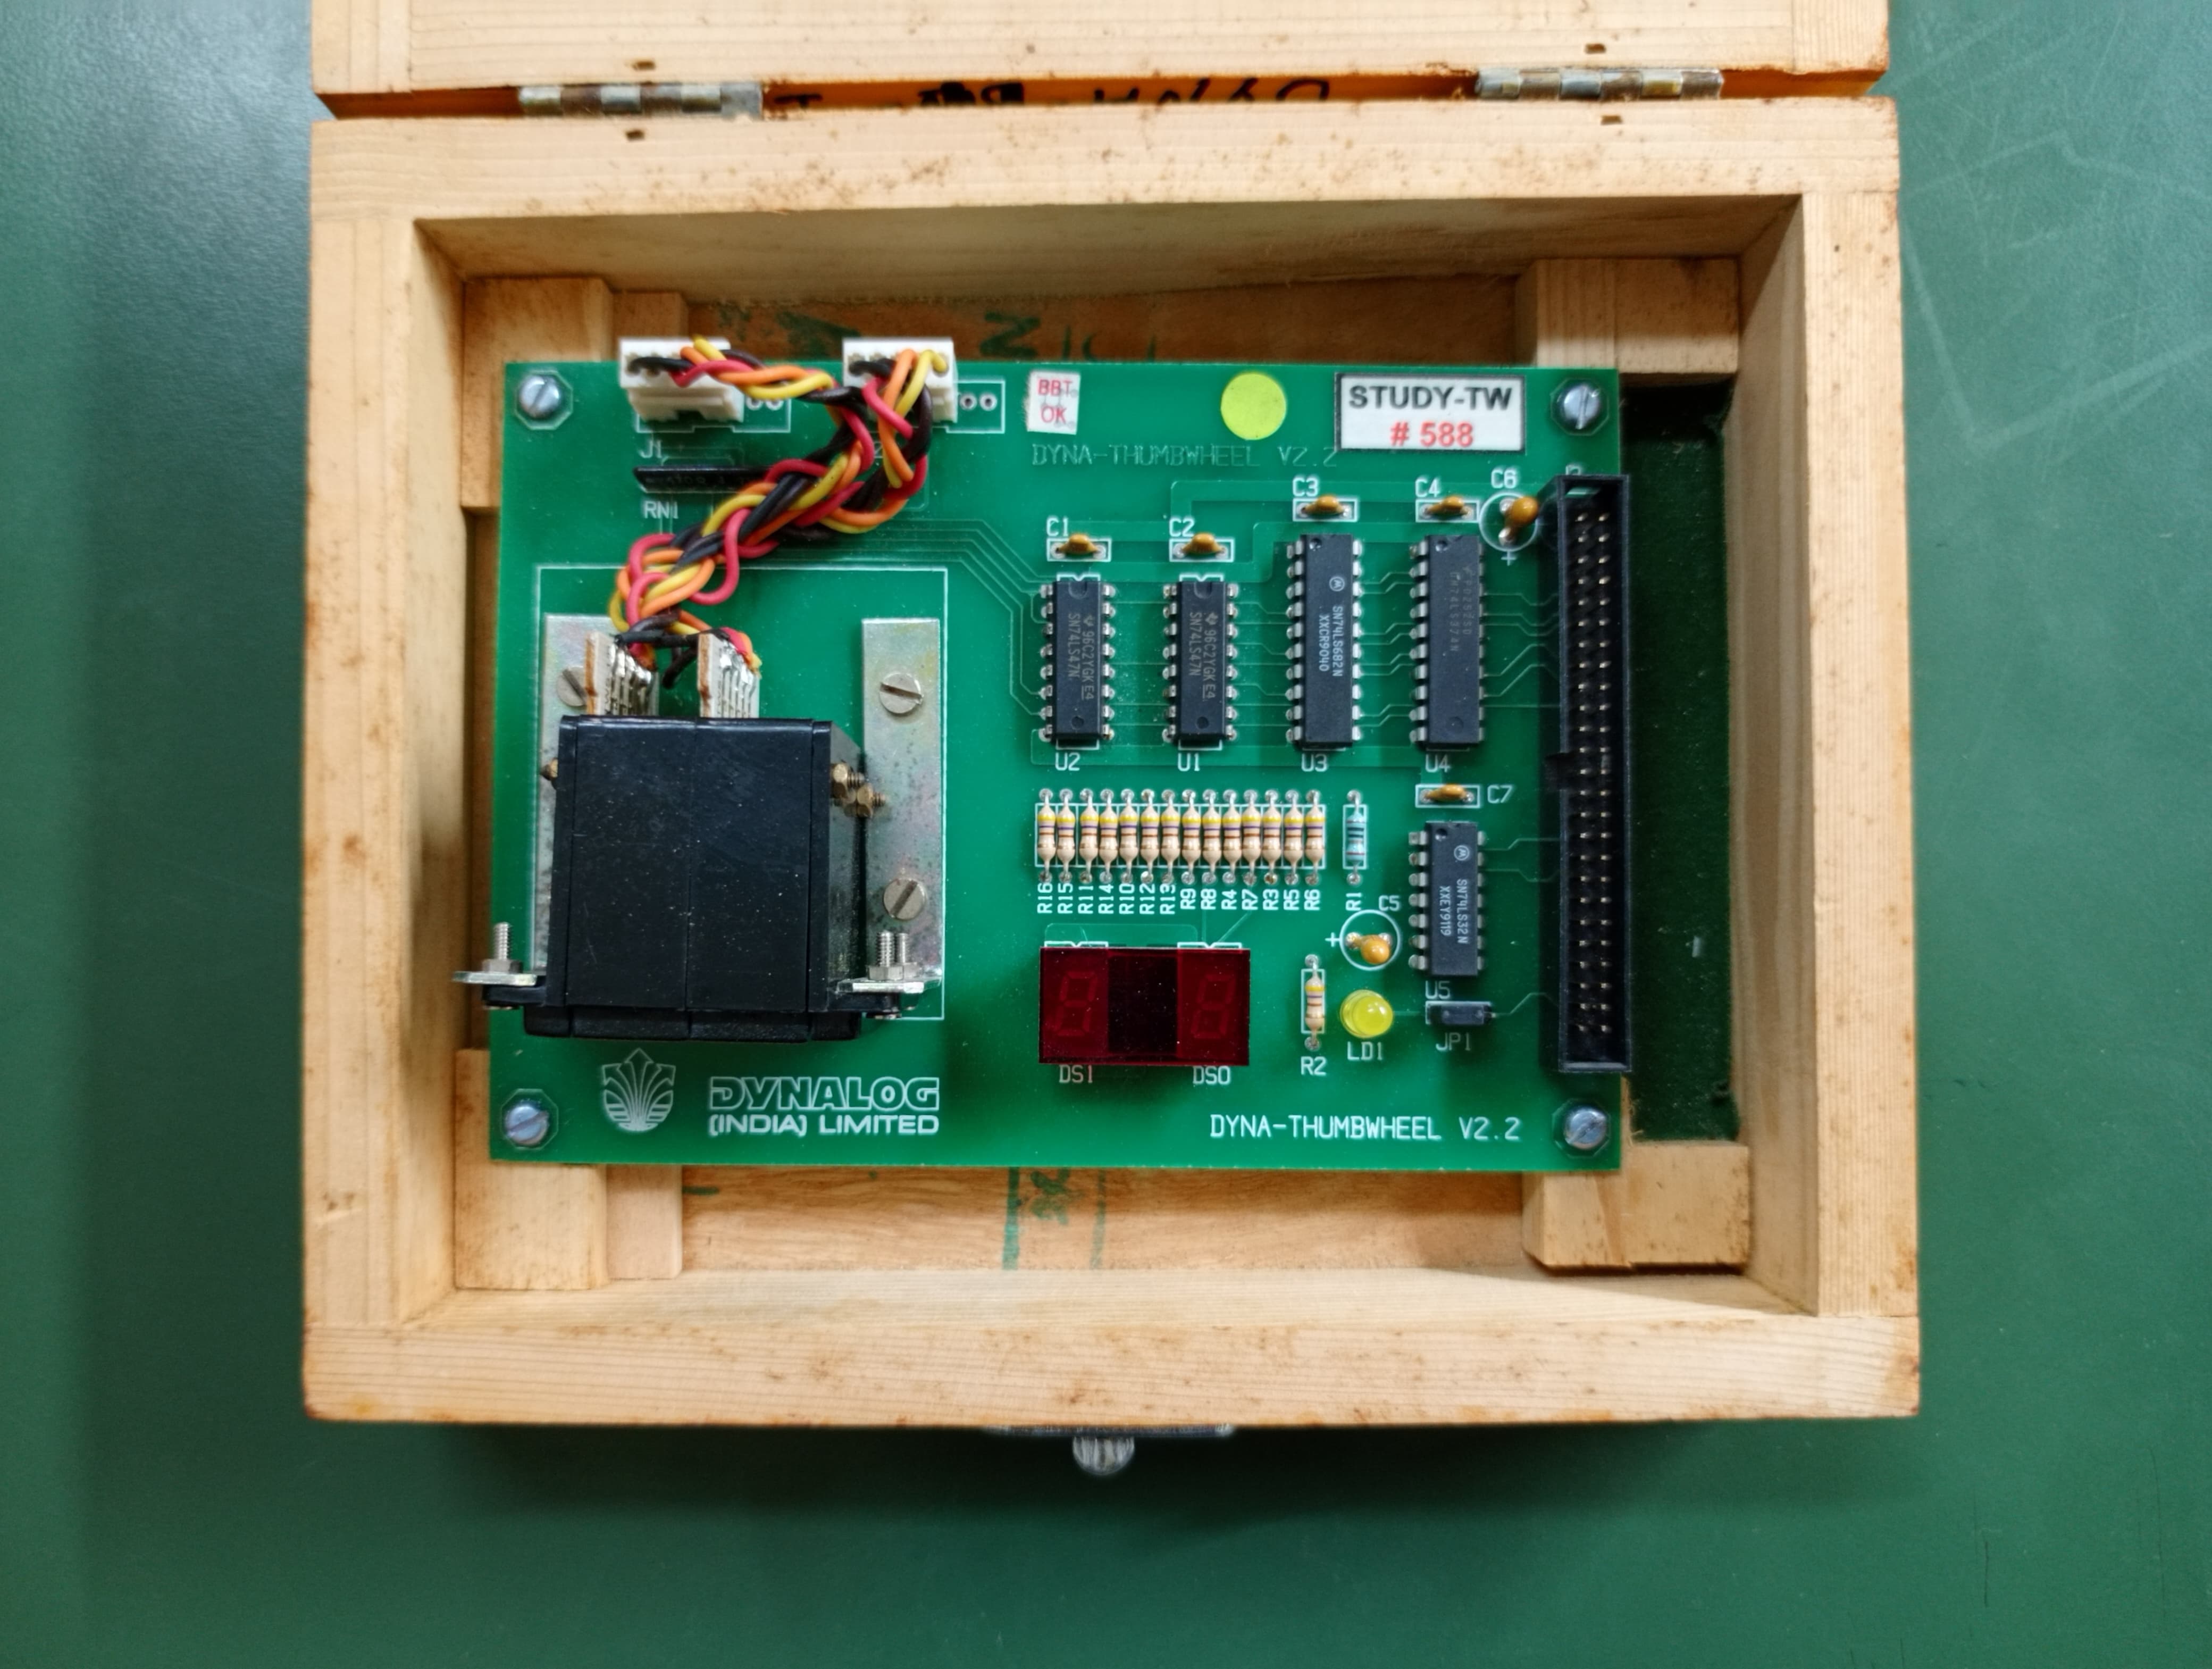 BBT
OK
STUDY-TW
# 588
DYNA-THUMBWHEEL V2.2
J1
RN1
C1
C2
C3
C4
C6
+
96C2YGK E4
SN74LS47N
96C2YGK E4
SN74LS47N
SN74LS682N
XXCR9040
U2
U1
U3
U4
C7
R16
R15
R11
R14
R10
R12
R13
R9
R8
R4
R7
R3
R5
R6
R1
C5
+
SN74LS32N
XXEY9119
U5
JP1
LD1
R2
DS1
DS0
DYNALOG
(INDIA) LIMITED
DYNA-THUMBWHEEL V2.2